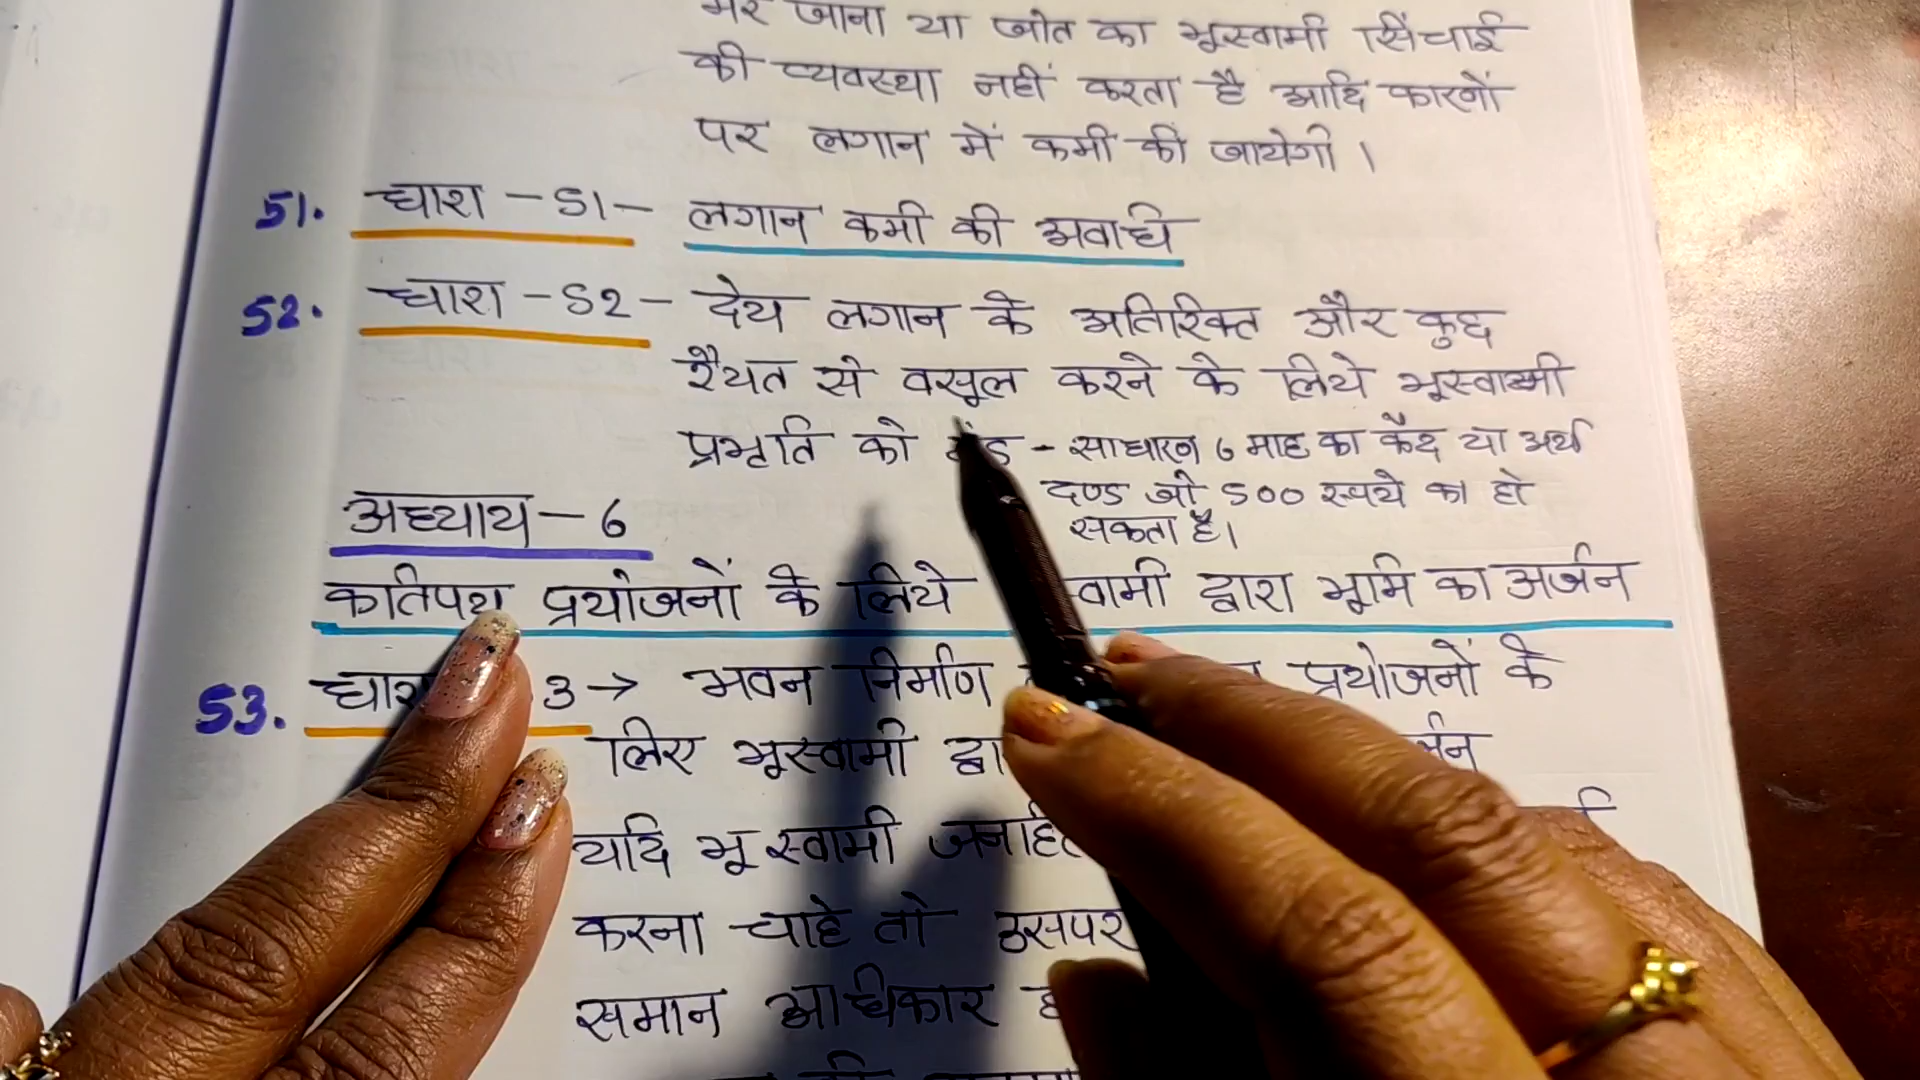 मर जाना या जोत का भूस्वामी सिंचाई
की व्यवस्था नहीं करता है आदि कारणों
पर लगान में कमी की जायेगी।
51. धारा - 51 - लगान कमी की अवधि
52. धारा - 52 - देय लगान के अतिरिक्त और कुछ
रैयत से वसूल करने के लिये भूस्वामी
प्रभृति को - साधारण 6 माह का कैद या अर्थ
दण्ड जो 500 रूपये का हो
सकता है।
अध्याय - 6
कतिपय प्रयोजनों के लिये द्वारा भूमि का अर्जन
53. 3 → भवन निर्माण प्रयोजनों के
लिए भूस्वामी
यदि भू स्वामी
करना चाहे तो उसपर
समान अधिकार